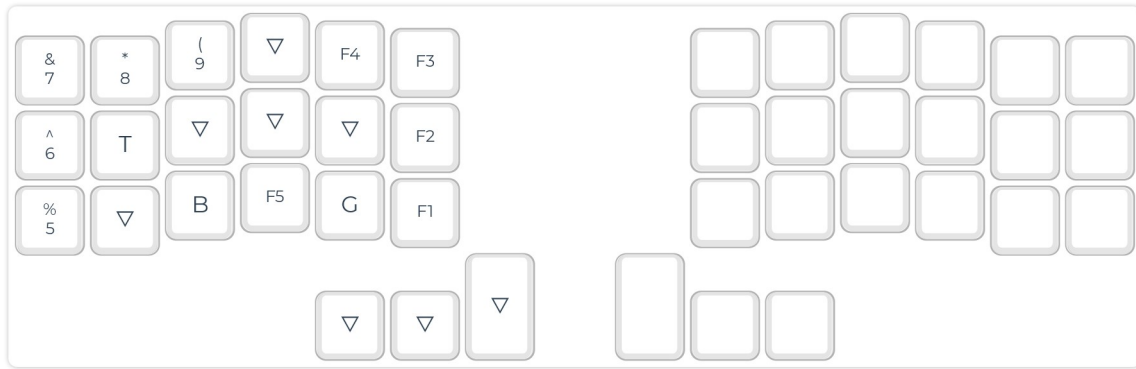 & * ( ▽ F4 F3
7 8 9
^ T ▽ ▽ ▽ F2
6
% ▽ B F5 G F1
5
▽ ▽ ▽